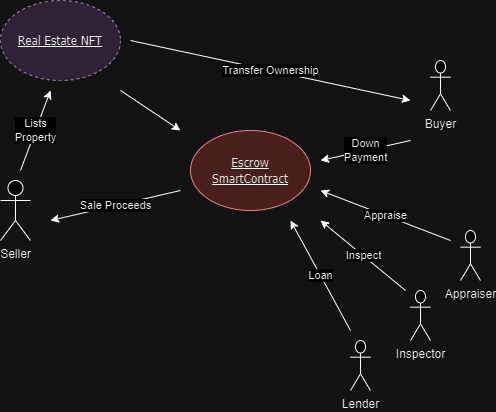 Real Estate NFT
Transfer Ownership
Buyer
Lists
Property
Down
Payment
Escrow
SmartContract
Sale Proceeds
Seller
Appraise
Inspect
Loan
Appraiser
Inspector
Lender